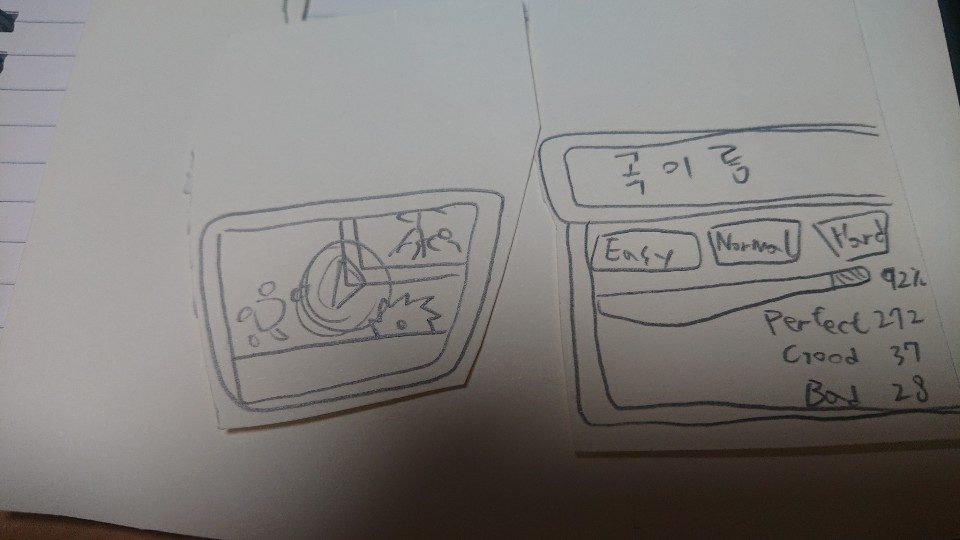 곡이름
Easy Normal Hard
92%
Perfect 272
Good 37
Bad 28